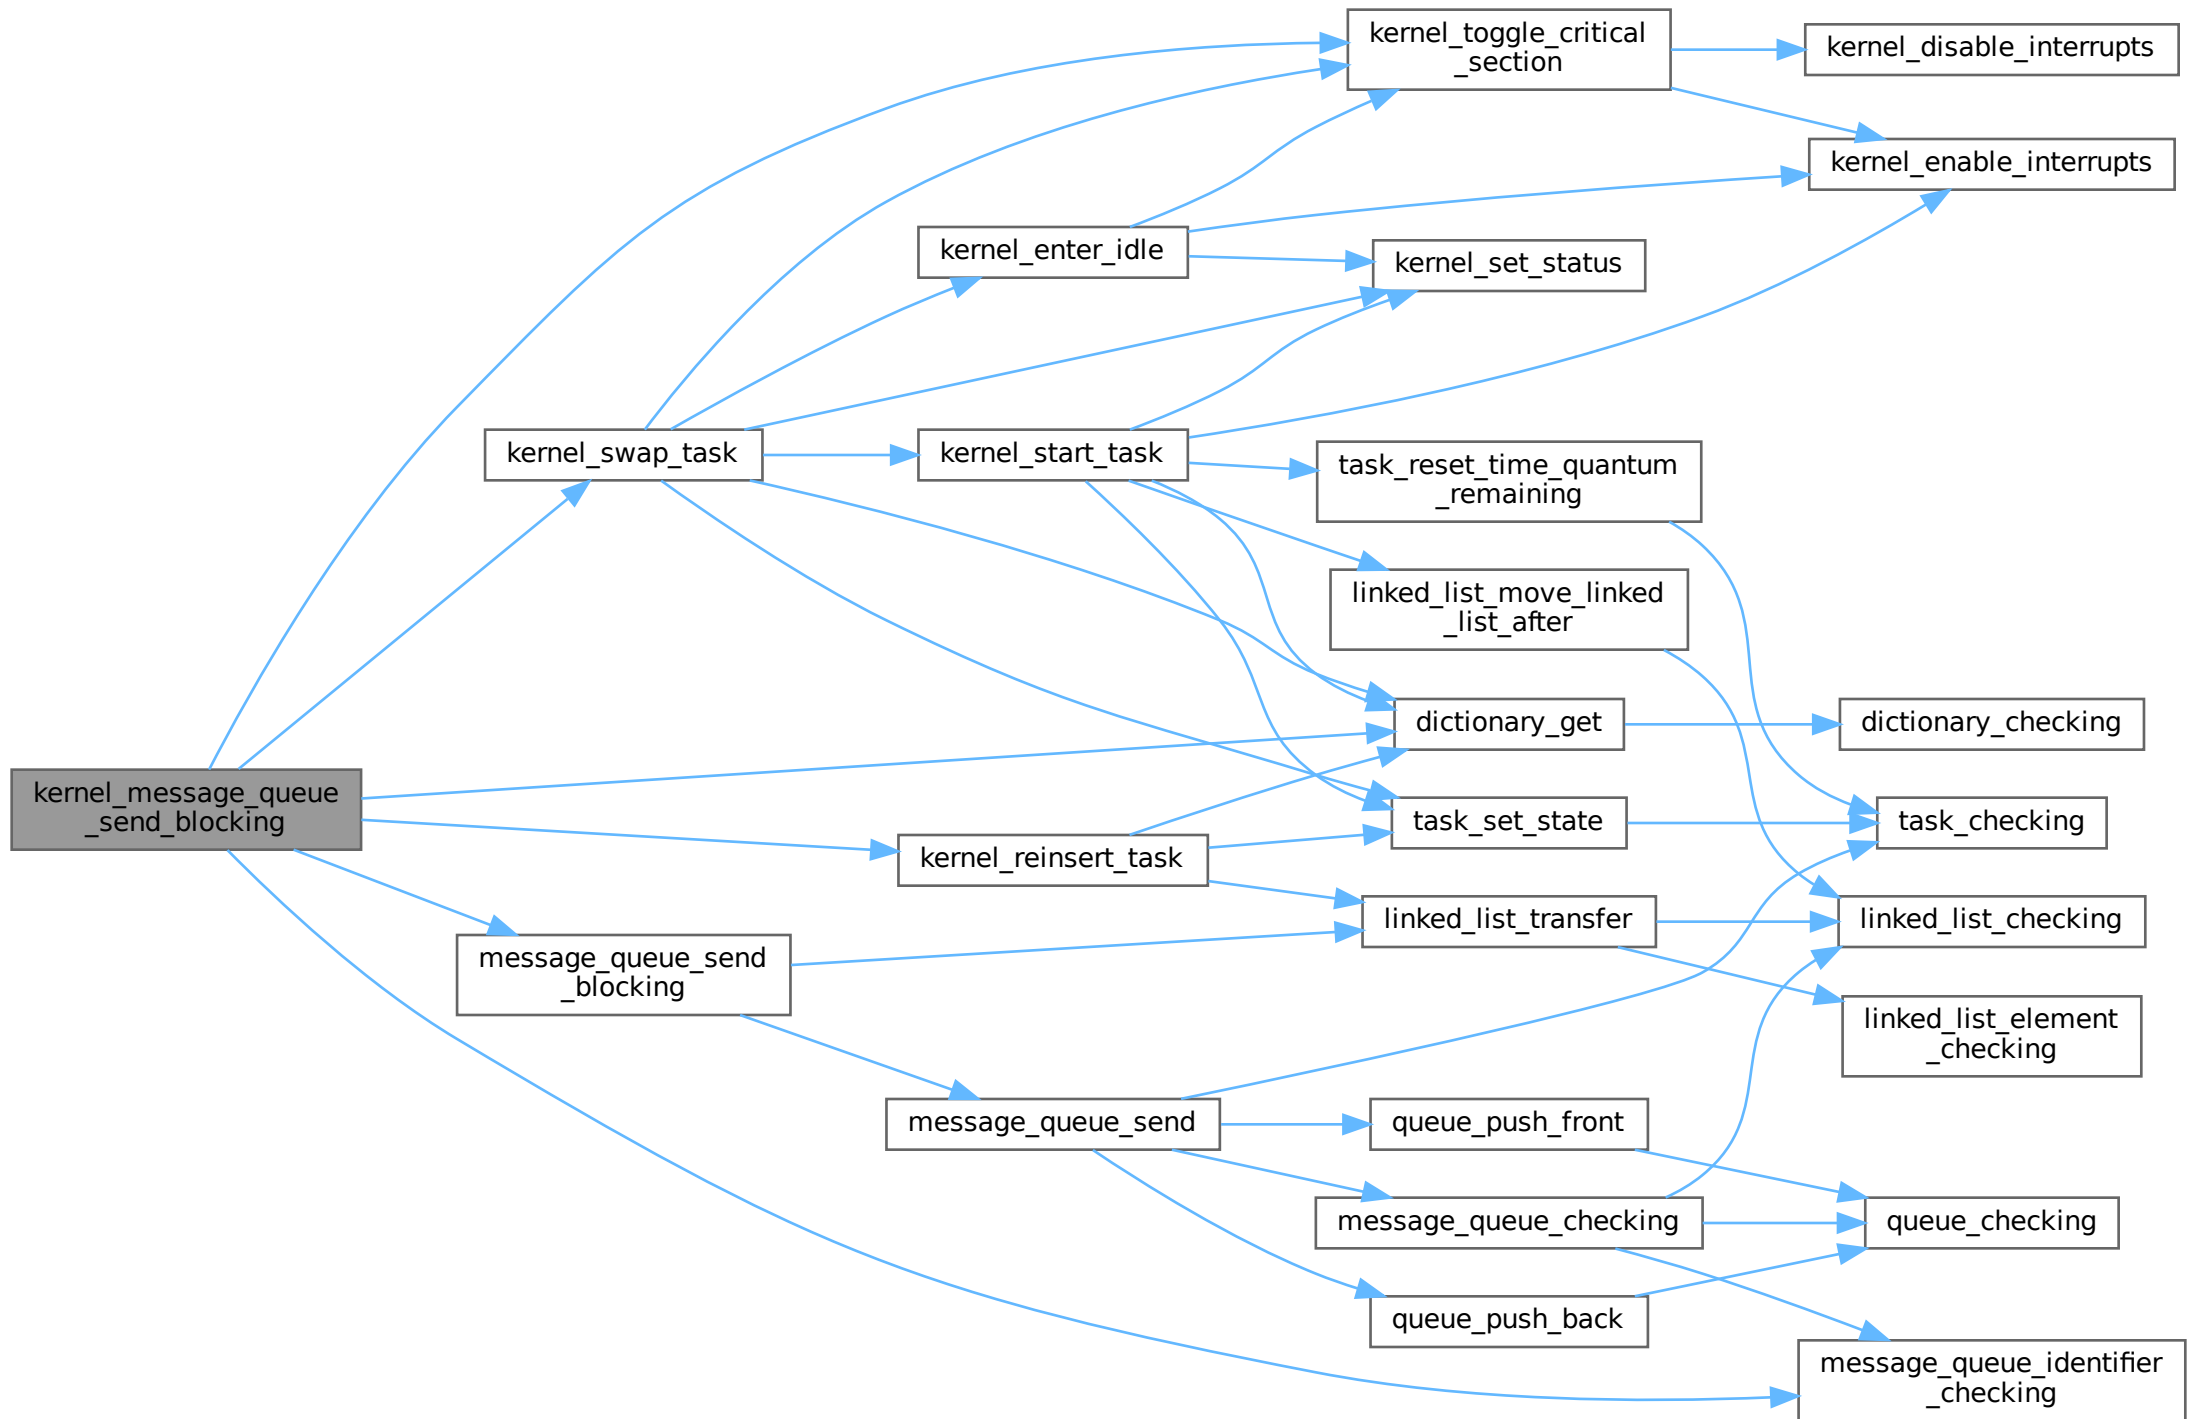 kernel_toggle_critical
_section
kernel_disable_interrupts
kernel_enable_interrupts
kernel_enter_idle
kernel_set_status
kernel_swap_task
kernel_start_task
task_reset_time_quantum
_remaining
linked_list_move_linked
_list_after
dictionary_get
dictionary_checking
kernel_message_queue
_send_blocking
task_set_state
task_checking
kernel_reinsert_task
linked_list_transfer
linked_list_checking
message_queue_send
_blocking
linked_list_element
_checking
message_queue_send
queue_push_front
message_queue_checking
queue_checking
queue_push_back
message_queue_identifier
_checking